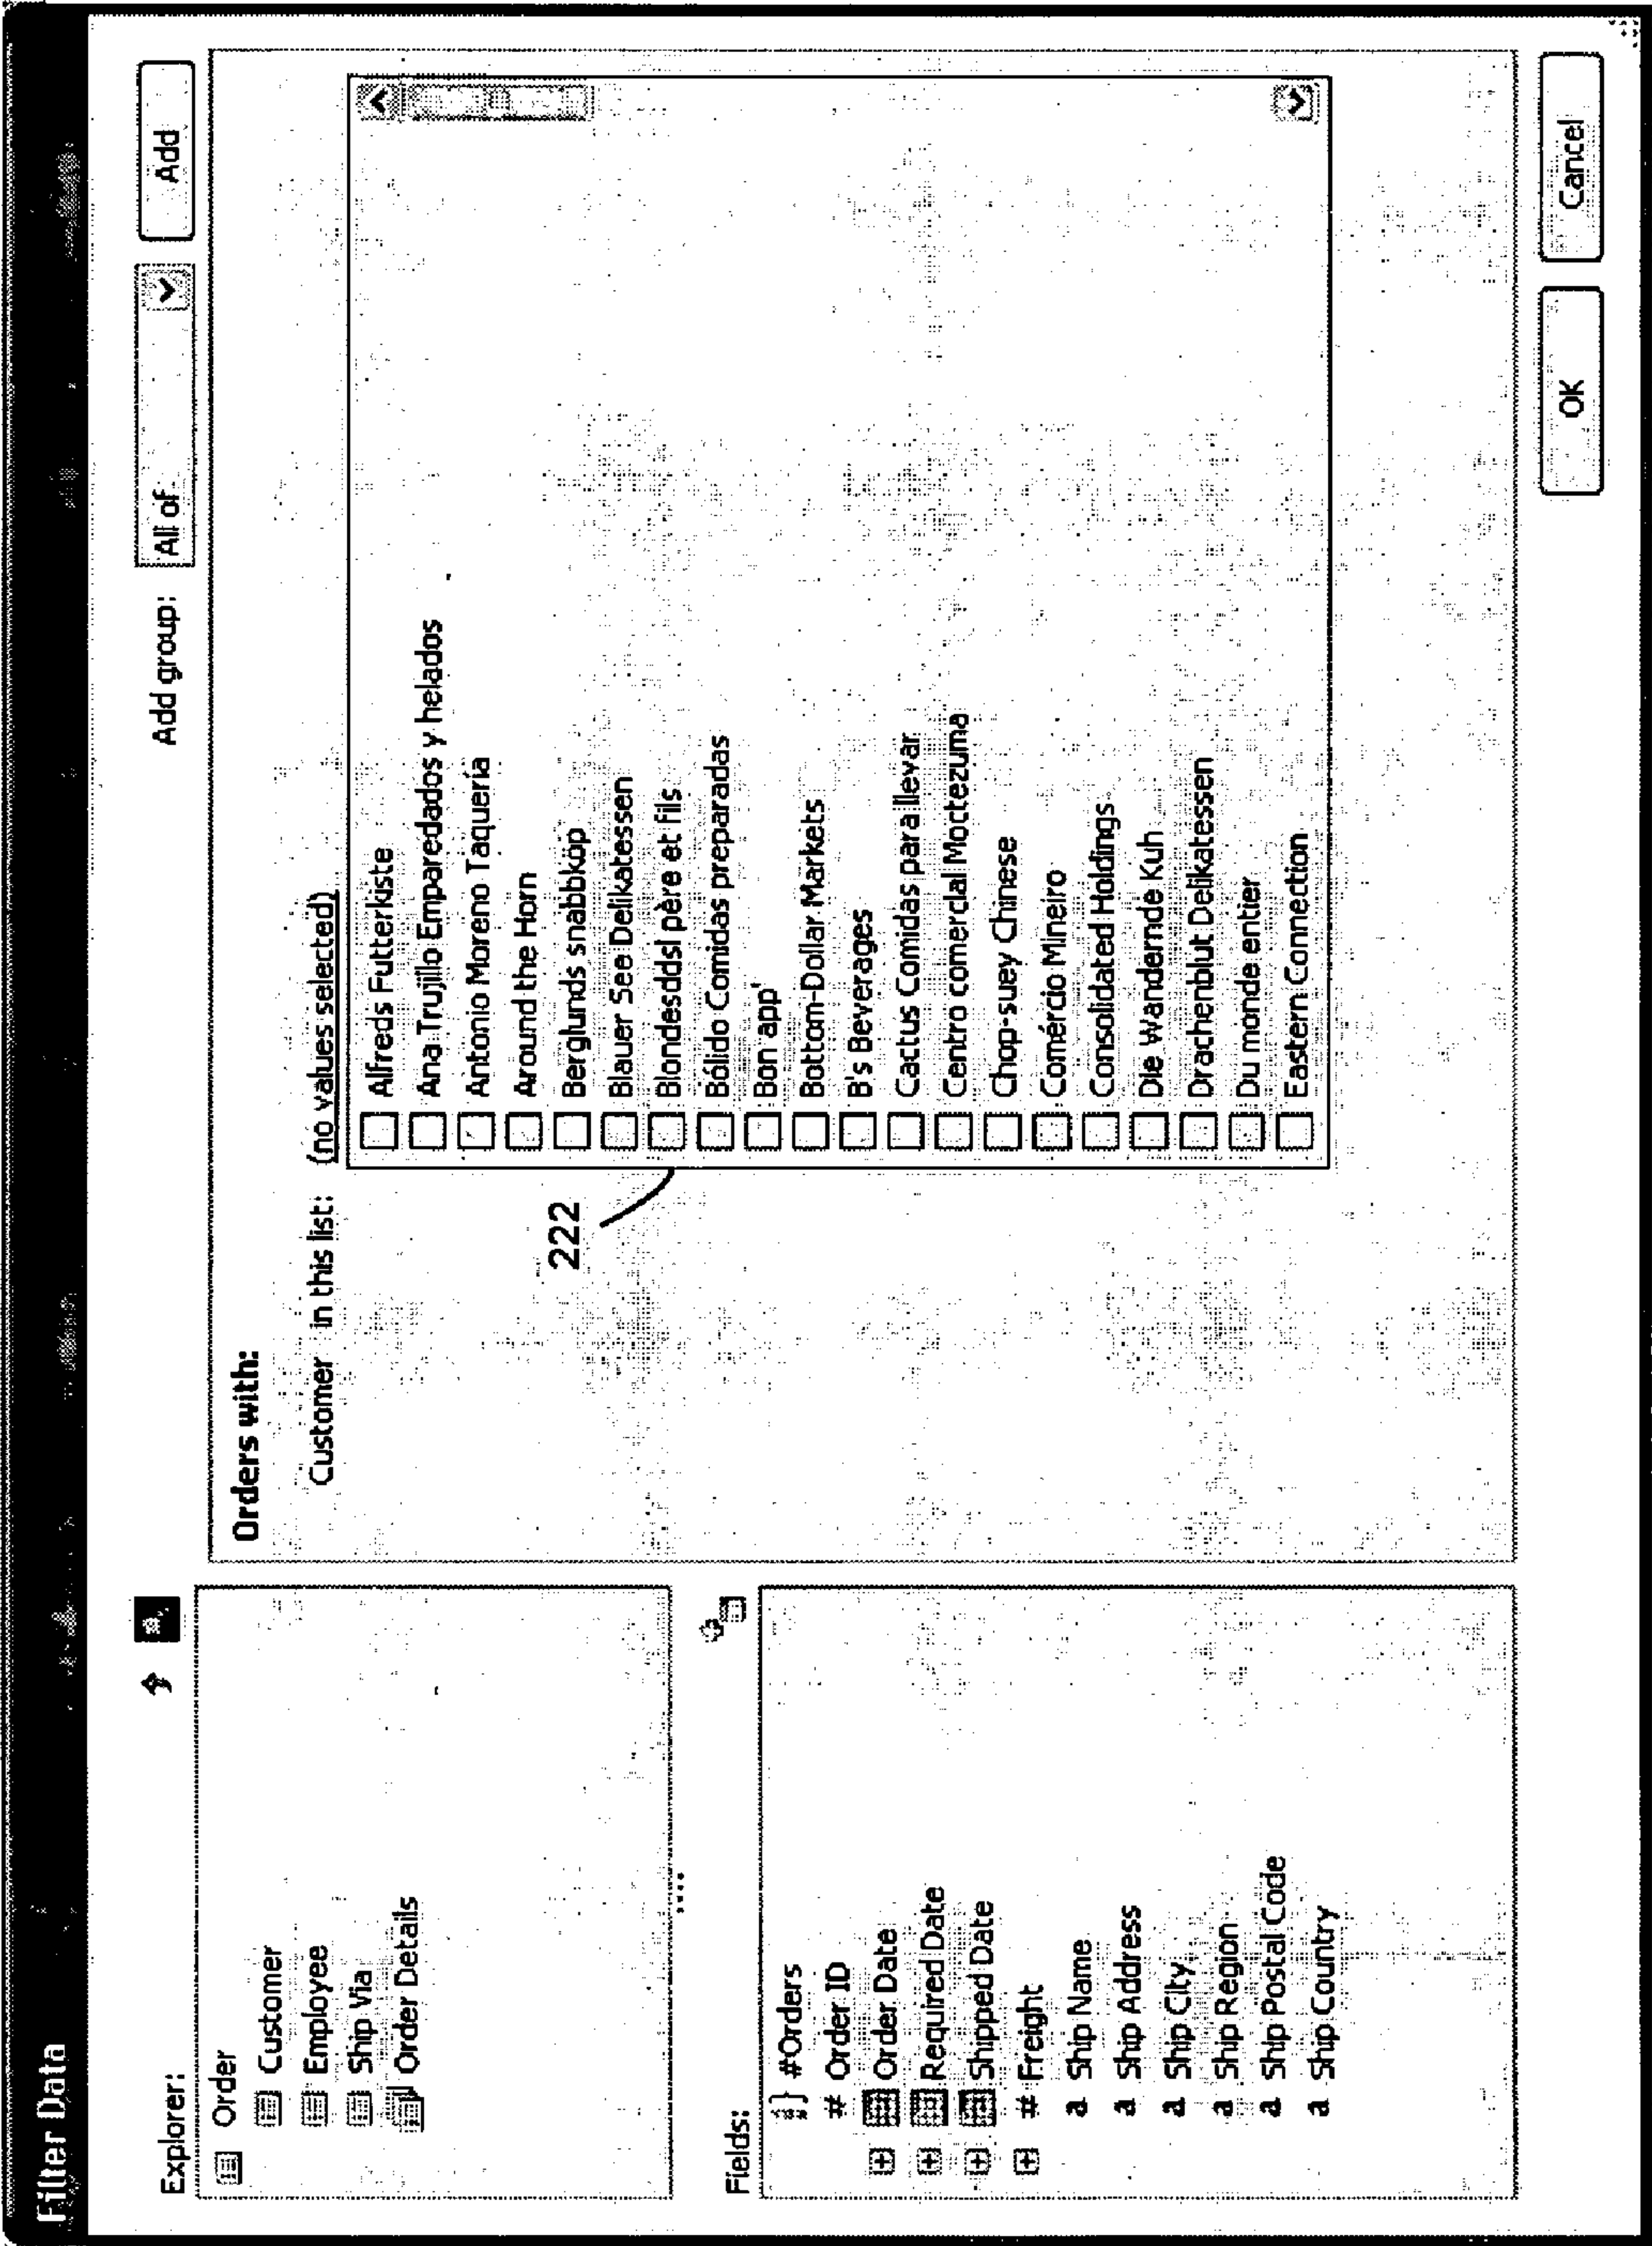 Filter Data
Explorer:
Order
Customer
Employee
Ship Via
Order Details
Fields:
#Orders
# Order ID
Order Date
Required Date
Shipped Date
# Freight
a Ship Name
a Ship Address
a Ship City
a Ship Region
a Ship Postal Code
a Ship Country
Add group: All of Add
Orders with:
Customer in this list: (no values selected)
222
Alfreds Futterkiste
Ana Trujillo Emparedados y helados
Antonio Moreno Taquería
Around the Horn
Berglunds snabbköp
Blauer See Delikatessen
Blondesddsl père et fils
Bólido Comidas preparadas
Bon app'
Bottom-Dollar Markets
B's Beverages
Cactus Comidas para llevar
Centro comercial Moctezuma
Chop-suey Chinese
Comércio Mineiro
Consolidated Holdings
Die Wandernde Kuh
Drachenblut Delikatessen
Du monde entier
Eastern Connection
OK Cancel